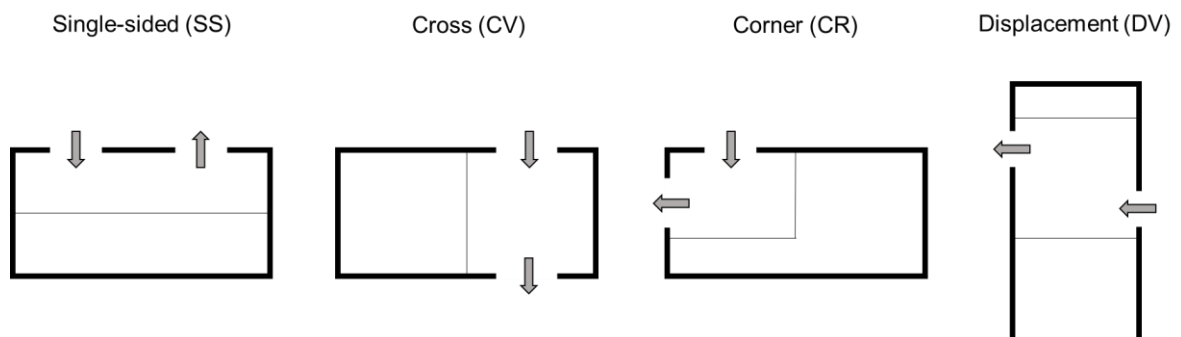 Single-sided (SS)
Cross (CV)
Corner (CR)
Displacement (DV)